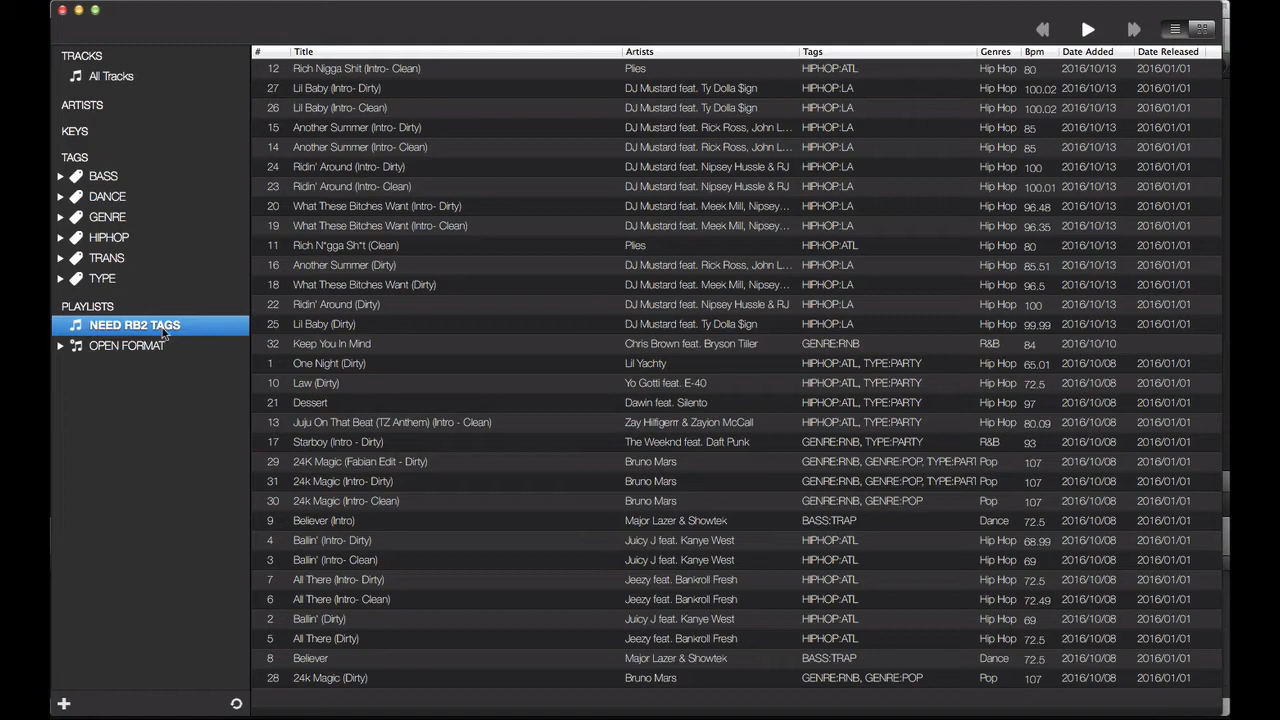 TRACKS
All Tracks
ARTISTS
KEYS
TAGS
BASS
DANCE
GENRE
HIPHOP
TRANS
TYPE
PLAYLISTS
NEED RB2 TAGS
OPEN FORMAT
# Title Artists Tags Genres Bpm Date Added Date Released
12 Rich Nigga Shit (Intro- Clean) Plies HIPHOP:ATL Hip Hop 80 2016/10/13 2016/01/01
27 Lil Baby (Intro- Dirty) DJ Mustard feat. Ty Dolla $ign HIPHOP:LA Hip Hop 100.02 2016/10/13 2016/01/01
26 Lil Baby (Intro- Clean) DJ Mustard feat. Ty Dolla $ign HIPHOP:LA Hip Hop 100.02 2016/10/13 2016/01/01
15 Another Summer (Intro- Dirty) DJ Mustard feat. Rick Ross, John L... HIPHOP:LA Hip Hop 85 2016/10/13 2016/01/01
14 Another Summer (Intro- Clean) DJ Mustard feat. Rick Ross, John L... HIPHOP:LA Hip Hop 85 2016/10/13 2016/01/01
24 Ridin' Around (Intro- Dirty) DJ Mustard feat. Nipsey Hussle & RJ HIPHOP:LA Hip Hop 100 2016/10/13 2016/01/01
23 Ridin' Around (Intro- Clean) DJ Mustard feat. Nipsey Hussle & RJ HIPHOP:LA Hip Hop 100.01 2016/10/13 2016/01/01
20 What These Bitches Want (Intro- Dirty) DJ Mustard feat. Meek Mill, Nipsey... HIPHOP:LA Hip Hop 96.48 2016/10/13 2016/01/01
19 What These Bitches Want (Intro- Clean) DJ Mustard feat. Meek Mill, Nipsey... HIPHOP:LA Hip Hop 96.35 2016/10/13 2016/01/01
11 Rich N*gga Sh*t (Clean) Plies HIPHOP:ATL Hip Hop 80 2016/10/13 2016/01/01
16 Another Summer (Dirty) DJ Mustard feat. Rick Ross, John L... HIPHOP:LA Hip Hop 85.51 2016/10/13 2016/01/01
18 What These Bitches Want (Dirty) DJ Mustard feat. Meek Mill, Nipsey... HIPHOP:LA Hip Hop 96.5 2016/10/13 2016/01/01
22 Ridin' Around (Dirty) DJ Mustard feat. Nipsey Hussle & RJ HIPHOP:LA Hip Hop 100 2016/10/13 2016/01/01
25 Lil Baby (Dirty) DJ Mustard feat. Ty Dolla $ign HIPHOP:LA Hip Hop 99.99 2016/10/13 2016/01/01
32 Keep You In Mind Chris Brown feat. Bryson Tiller GENRE:RNB R&B 84 2016/10/10
1 One Night (Dirty) Lil Yachty HIPHOP:ATL, TYPE:PARTY Hip Hop 65.01 2016/10/08 2016/01/01
10 Law (Dirty) Yo Gotti feat. E-40 HIPHOP:ATL, TYPE:PARTY Hip Hop 72.5 2016/10/08 2016/01/01
21 Dessert Dawin feat. Silento HIPHOP:ATL, TYPE:PARTY Hip Hop 97 2016/10/08 2016/01/01
13 Juju On That Beat (TZ Anthem) (Intro - Clean) Zay Hilfigerrr & Zayion McCall HIPHOP:ATL, TYPE:PARTY Hip Hop 80.09 2016/10/08 2016/01/01
17 Starboy (Intro - Dirty) The Weeknd feat. Daft Punk GENRE:RNB, TYPE:PARTY R&B 93 2016/10/08 2016/01/01
29 24K Magic (Fabian Edit - Dirty) Bruno Mars GENRE:RNB, GENRE:POP, TYPE:PART Pop 107 2016/10/08 2016/01/01
31 24k Magic (Intro- Dirty) Bruno Mars GENRE:RNB, GENRE:POP, TYPE:PART Pop 107 2016/10/08 2016/01/01
30 24k Magic (Intro- Clean) Bruno Mars GENRE:RNB, GENRE:POP Pop 107 2016/10/08 2016/01/01
9 Believer (Intro) Major Lazer & Showtek BASS:TRAP Dance 72.5 2016/10/08 2016/01/01
4 Ballin' (Intro- Dirty) Juicy J feat. Kanye West HIPHOP:ATL Hip Hop 68.99 2016/10/08 2016/01/01
3 Ballin' (Intro- Clean) Juicy J feat. Kanye West HIPHOP:ATL Hip Hop 69 2016/10/08 2016/01/01
7 All There (Intro- Dirty) Jeezy feat. Bankroll Fresh HIPHOP:ATL Hip Hop 72.5 2016/10/08 2016/01/01
6 All There (Intro- Clean) Jeezy feat. Bankroll Fresh HIPHOP:ATL Hip Hop 72.49 2016/10/08 2016/01/01
2 Ballin' (Dirty) Juicy J feat. Kanye West HIPHOP:ATL Hip Hop 69 2016/10/08 2016/01/01
5 All There (Dirty) Jeezy feat. Bankroll Fresh HIPHOP:ATL Hip Hop 72.5 2016/10/08 2016/01/01
8 Believer Major Lazer & Showtek BASS:TRAP Dance 72.5 2016/10/08 2016/01/01
28 24k Magic (Dirty) Bruno Mars GENRE:RNB, GENRE:POP Pop 107 2016/10/08 2016/01/01